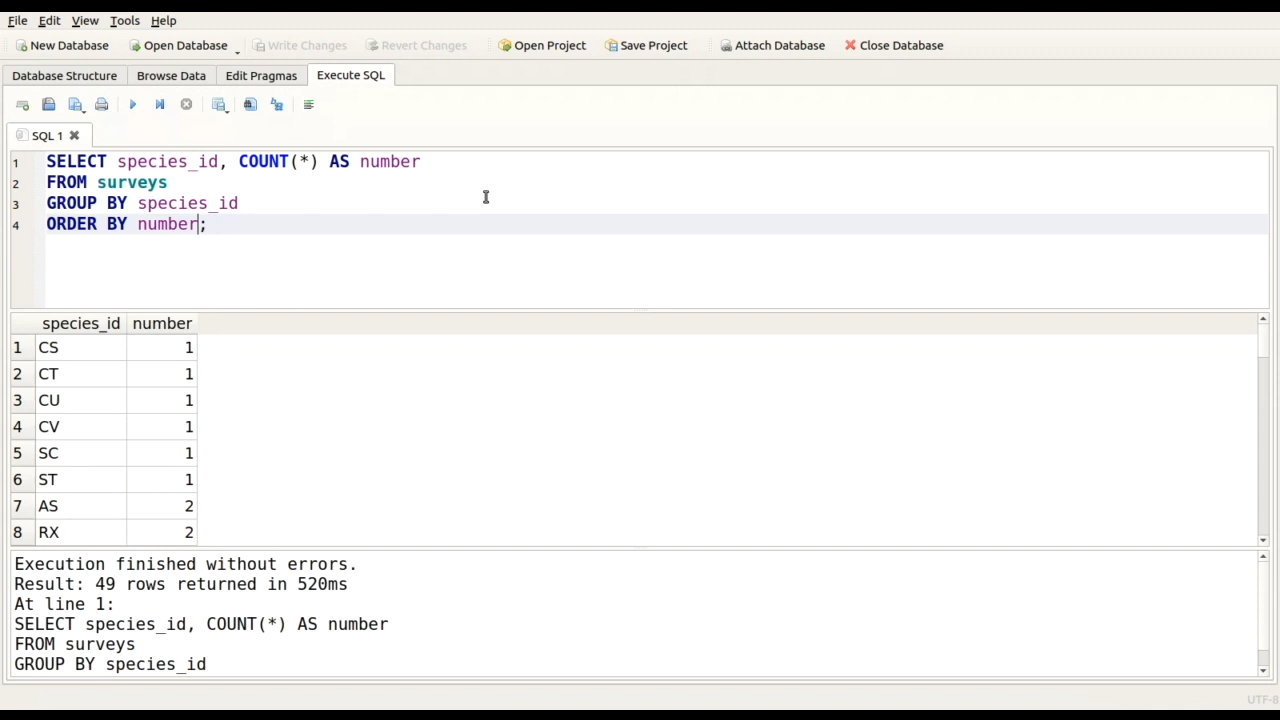 File Edit View Tools Help
New Database Open Database Write Changes Revert Changes Open Project Save Project Attach Database Close Database
Database Structure Browse Data Edit Pragmas Execute SQL
SQL 1
1 SELECT species_id, COUNT(*) AS number
2 FROM surveys
3 GROUP BY species_id
4 ORDER BY number;
species_id number
1 CS 1
2 CT 1
3 CU 1
4 CV 1
5 SC 1
6 ST 1
7 AS 2
8 RX 2
Execution finished without errors.
Result: 49 rows returned in 520ms
At line 1:
SELECT species_id, COUNT(*) AS number
FROM surveys
GROUP BY species_id
UTF-8